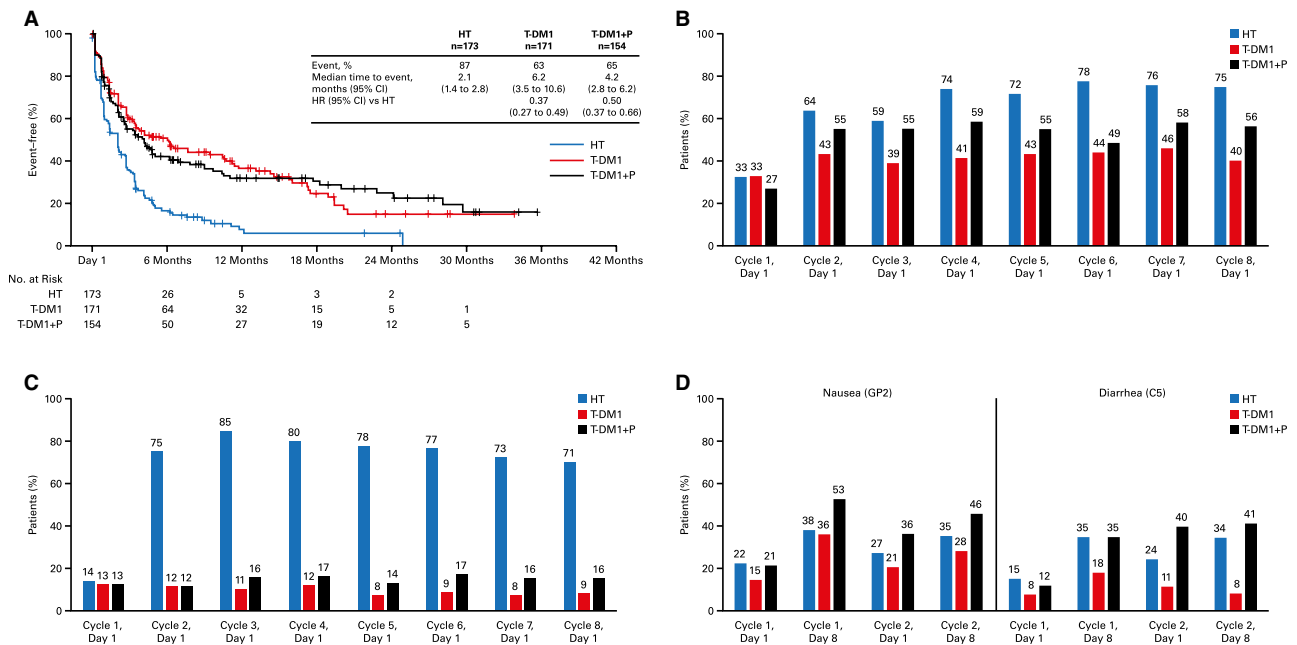 A
100
80
60
40
20
0
Event–free (%)
HT T-DM1 T-DM1+P
n=173 n=171 n=154
Event, % 87 63 65
Median time to event, 2.1 6.2 4.2
months (95% CI) (1.4 to 2.8) (3.5 to 10.6) (2.8 to 6.2)
HR (95% CI) vs HT 0.37 0.50
(0.27 to 0.49) (0.37 to 0.66)
HT
T-DM1
T-DM1+P
Day 1 6 Months 12 Months 18 Months 24 Months 30 Months 36 Months 42 Months
No. at Risk
HT 173 26 5 3 2
T-DM1 171 64 32 15 5 1
T-DM1+P 154 50 27 19 12 5
B
HT
T-DM1
T-DM1+P
100
80
60
40
20
0
Patients (%)
33 33 27 64 43 55 59 39 55 74 41 59 72 43 55 78 44 49 76 46 58 75 40 56
Cycle 1, Cycle 2, Cycle 3, Cycle 4, Cycle 5, Cycle 6, Cycle 7, Cycle 8,
Day 1 Day 1 Day 1 Day 1 Day 1 Day 1 Day 1 Day 1
C
HT
T-DM1
T-DM1+P
100
80
60
40
20
0
Patients (%)
14 13 13 75 12 12 85 11 16 80 12 17 78 8 14 77 9 17 73 8 16 71 9 16
Cycle 1, Cycle 2, Cycle 3, Cycle 4, Cycle 5, Cycle 6, Cycle 7, Cycle 8,
Day 1 Day 1 Day 1 Day 1 Day 1 Day 1 Day 1 Day 1
D
Nausea (GP2) Diarrhea (C5)
HT
T-DM1
T-DM1+P
100
80
60
40
20
0
Patients (%)
22 15 21 38 36 53 27 21 36 35 28 46 15 8 12 35 18 35 24 11 40 34 8 41
Cycle 1, Cycle 1, Cycle 2, Cycle 2, Cycle 1, Cycle 1, Cycle 2, Cycle 2,
Day 1 Day 8 Day 1 Day 8 Day 1 Day 8 Day 1 Day 8